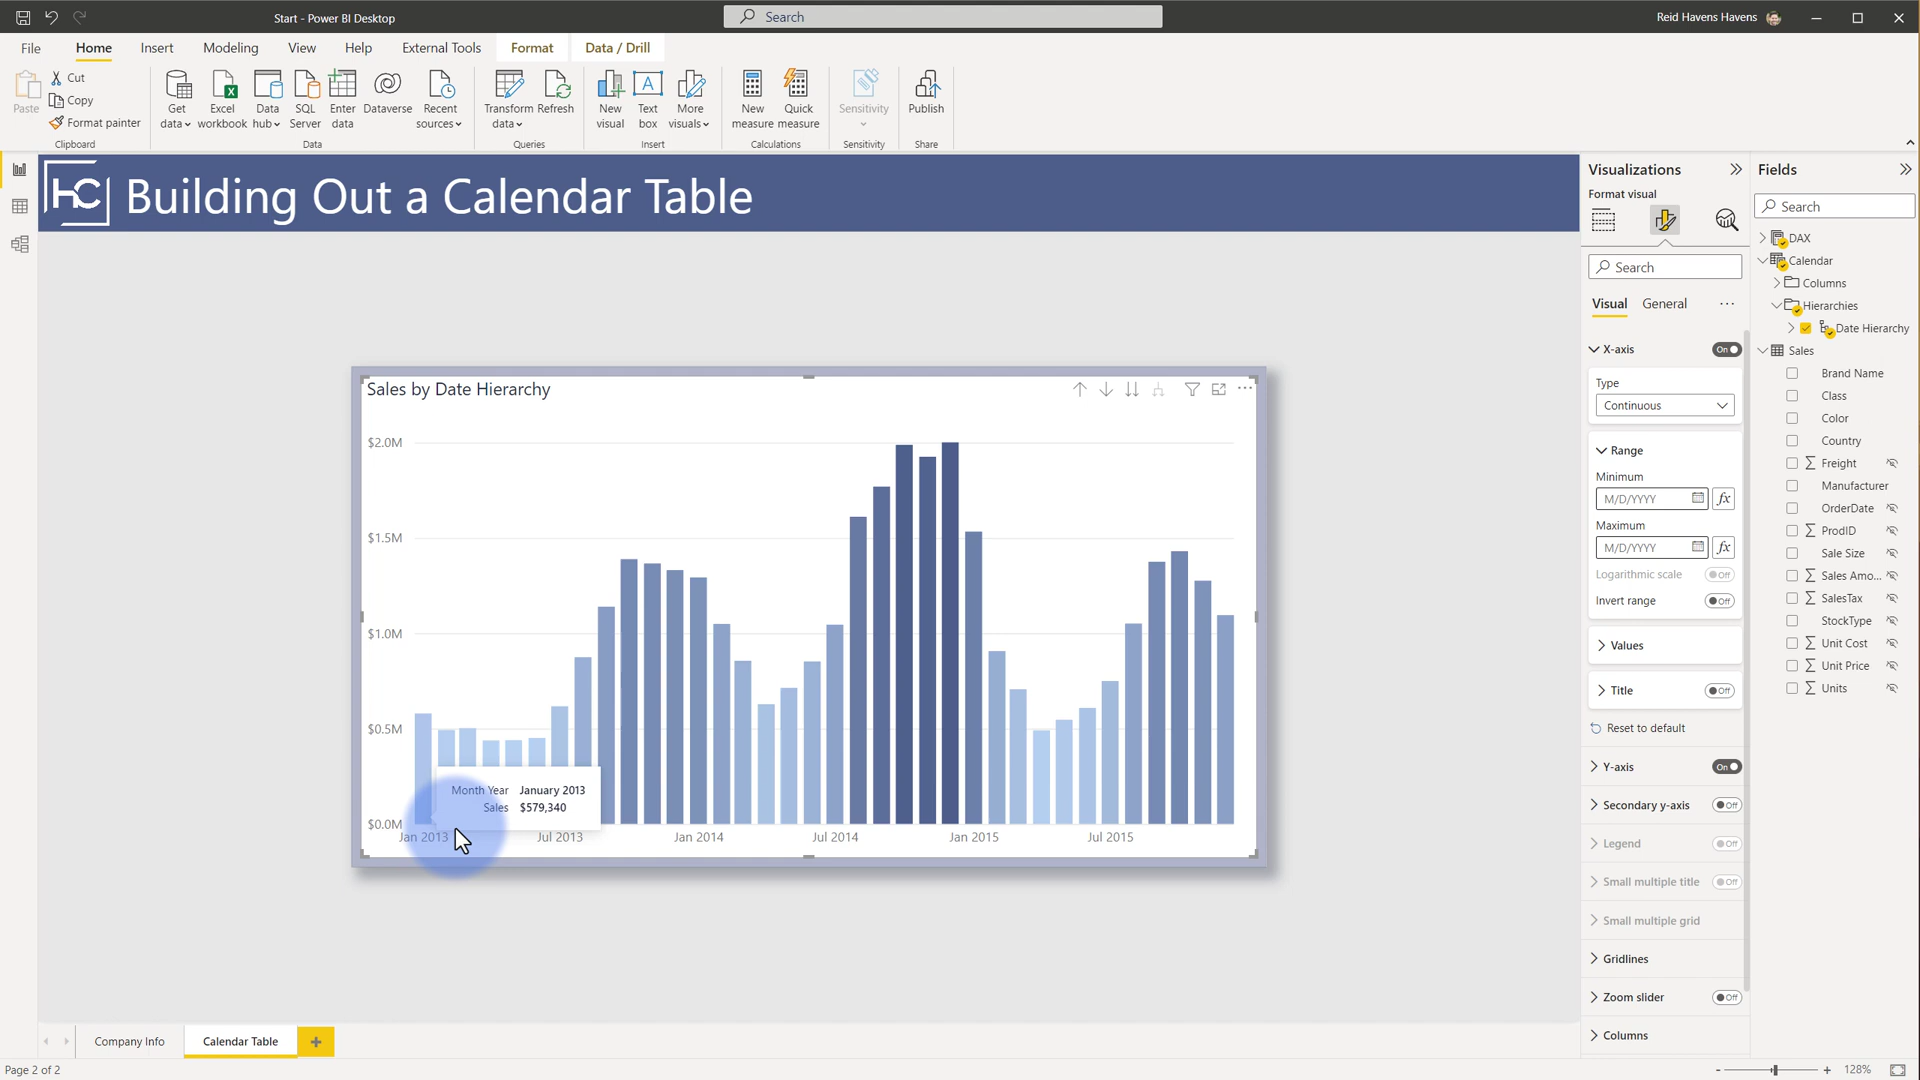 Start - Power BI Desktop
Search
Reid Havens Havens
File
Home
Insert
Modeling
View
Help
External Tools
Format
Data / Drill
Paste
Cut
Copy
Format painter
Clipboard
Get data
Excel workbook
Data hub
SQL Server
Enter data
Dataverse
Recent sources
Data
Transform data
Refresh
Queries
New visual
Text box
More visuals
Insert
New measure
Quick measure
Calculations
Sensitivity
Sensitivity
Publish
Share
HC
Building Out a Calendar Table
Sales by Date Hierarchy
$2.0M
$1.5M
$1.0M
$0.5M
$0.0M
Month Year January 2013
Sales $579,340
Jan 2013
Jul 2013
Jan 2014
Jul 2014
Jan 2015
Jul 2015
Visualizations
Format visual
Search
Visual
General
X-axis
On
Type
Continuous
Range
Minimum
M/D/YYYY
fx
Maximum
M/D/YYYY
fx
Logarithmic scale
Off
Invert range
Off
Values
Title
Off
Reset to default
Y-axis
On
Secondary y-axis
Off
Legend
Off
Small multiple title
Off
Small multiple grid
Gridlines
Zoom slider
Off
Columns
Fields
Search
DAX
Calendar
Columns
Hierarchies
Date Hierarchy
Sales
Brand Name
Class
Color
Country
Freight
Manufacturer
OrderDate
ProdID
Sale Size
Sales Amo...
SalesTax
StockType
Unit Cost
Unit Price
Units
Company Info
Calendar Table
Page 2 of 2
128%